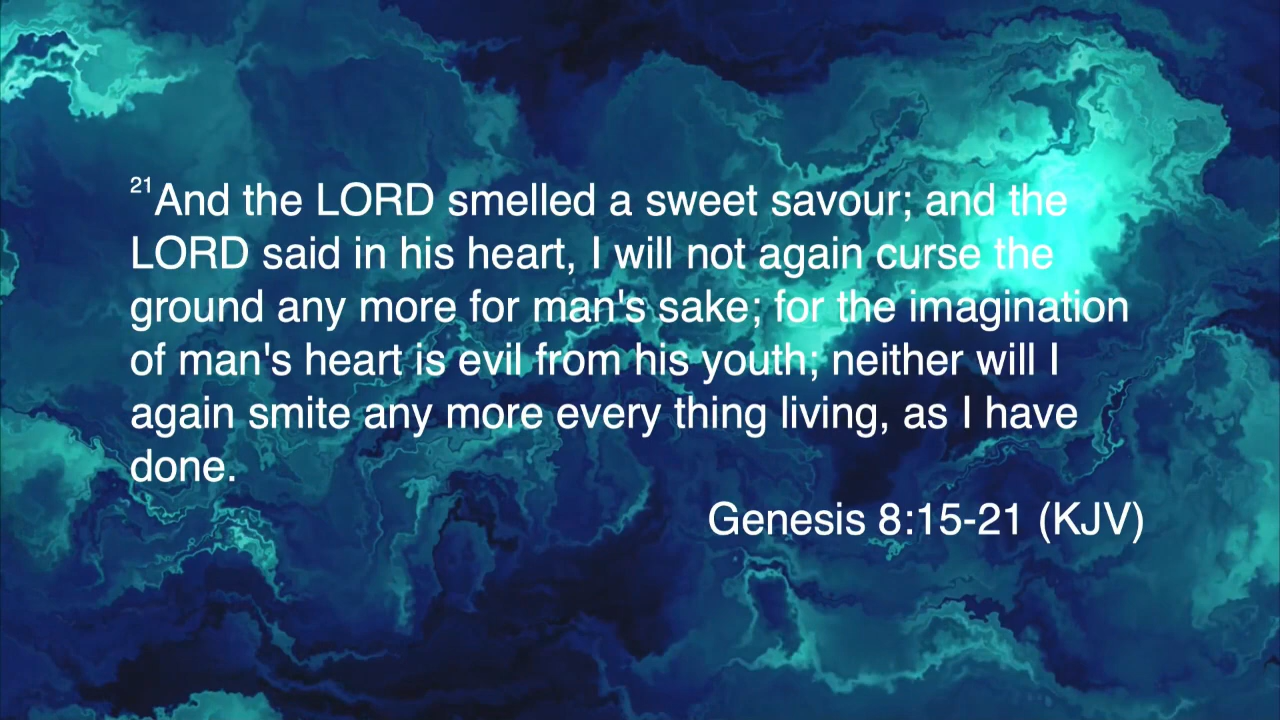 21And the LORD smelled a sweet savour; and the
LORD said in his heart, I will not again curse the
ground any more for man's sake; for the imagination
of man's heart is evil from his youth; neither will I
again smite any more every thing living, as I have
done.
Genesis 8:15-21 (KJV)